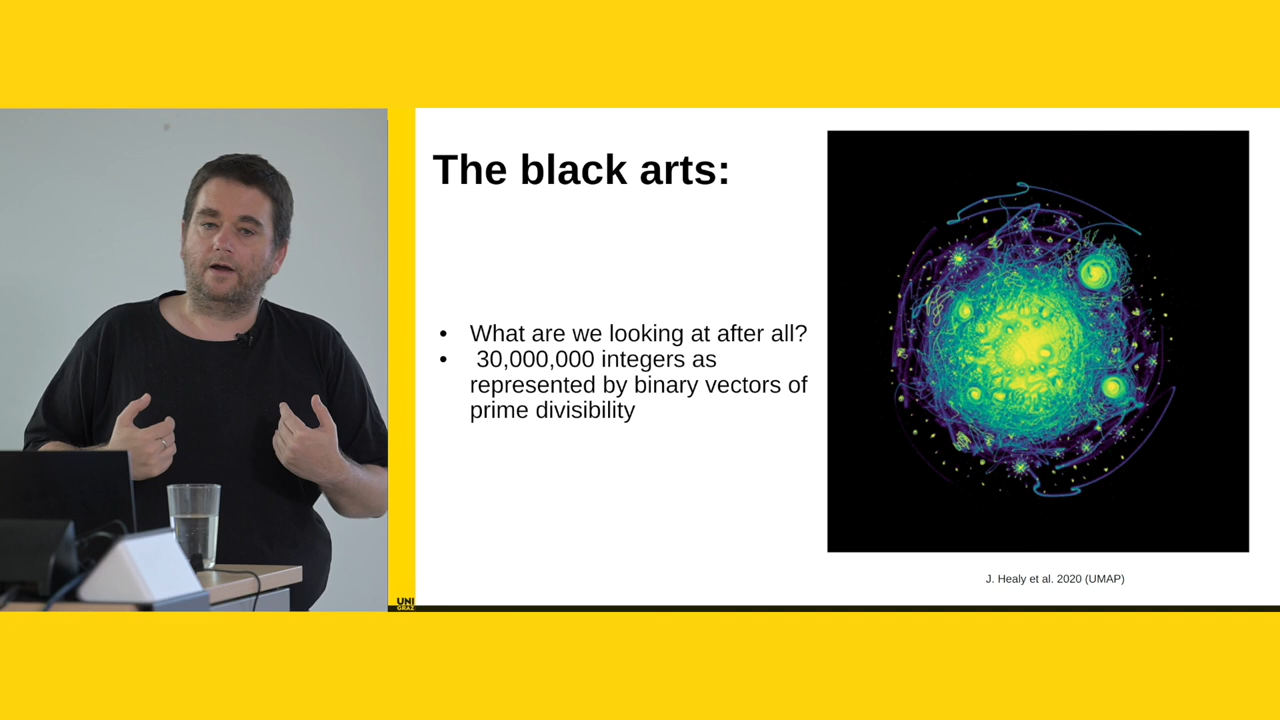 The black arts:
• What are we looking at after all?
• 30,000,000 integers as
represented by binary vectors of
prime divisibility
J. Healy et al. 2020 (UMAP)
UNI
GRAZ